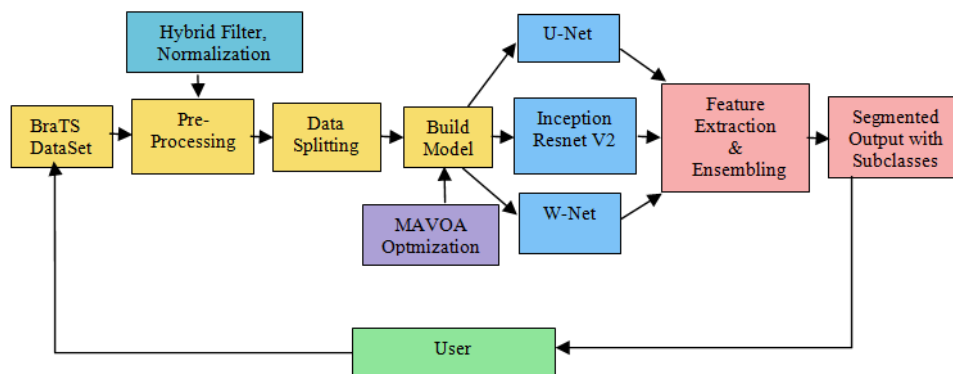 Hybrid Filter,
Normalization
BraTS
DataSet
Pre-
Processing
Data
Splitting
Build
Model
MAVOA
Optmization
U-Net
Inception
Resnet V2
W-Net
Feature
Extraction
&
Ensembling
Segmented
Output with
Subclasses
User